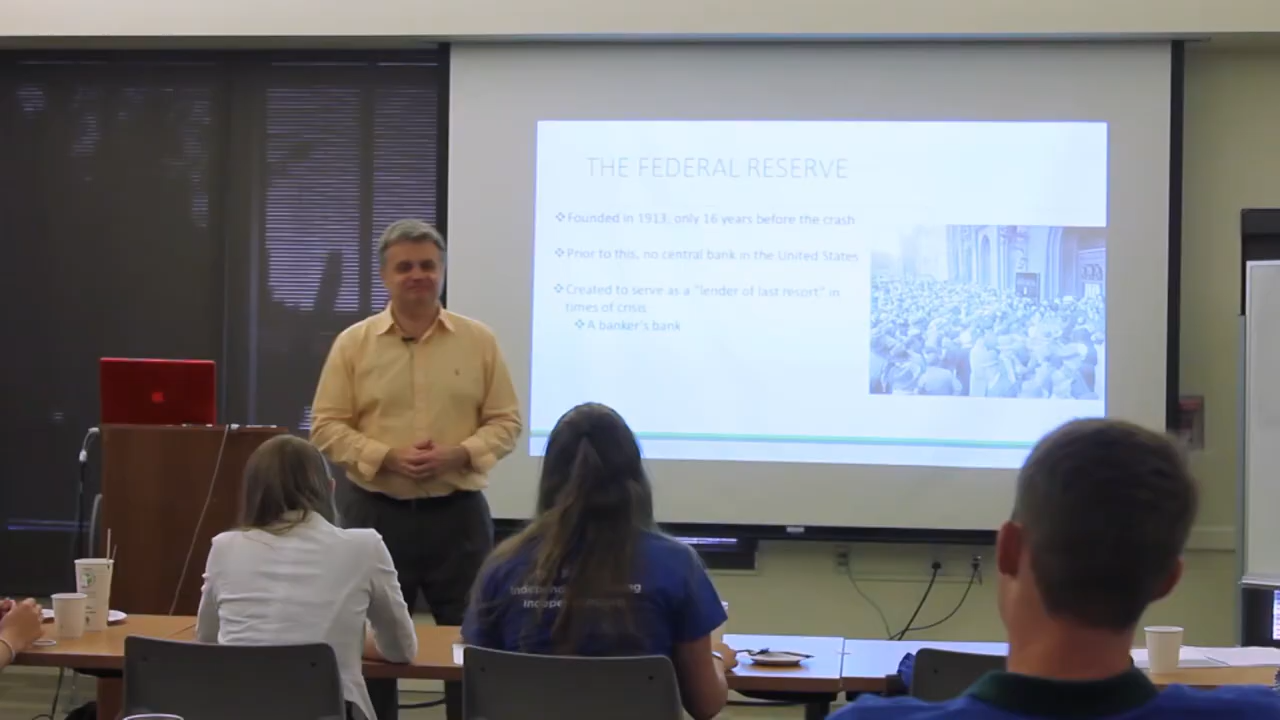 THE FEDERAL RESERVE
❖Founded in 1913, only 16 years before the crash
❖Prior to this, no central bank in the United States
❖Created to serve as a "lender of last resort" in
times of crisis
❖A banker's bank